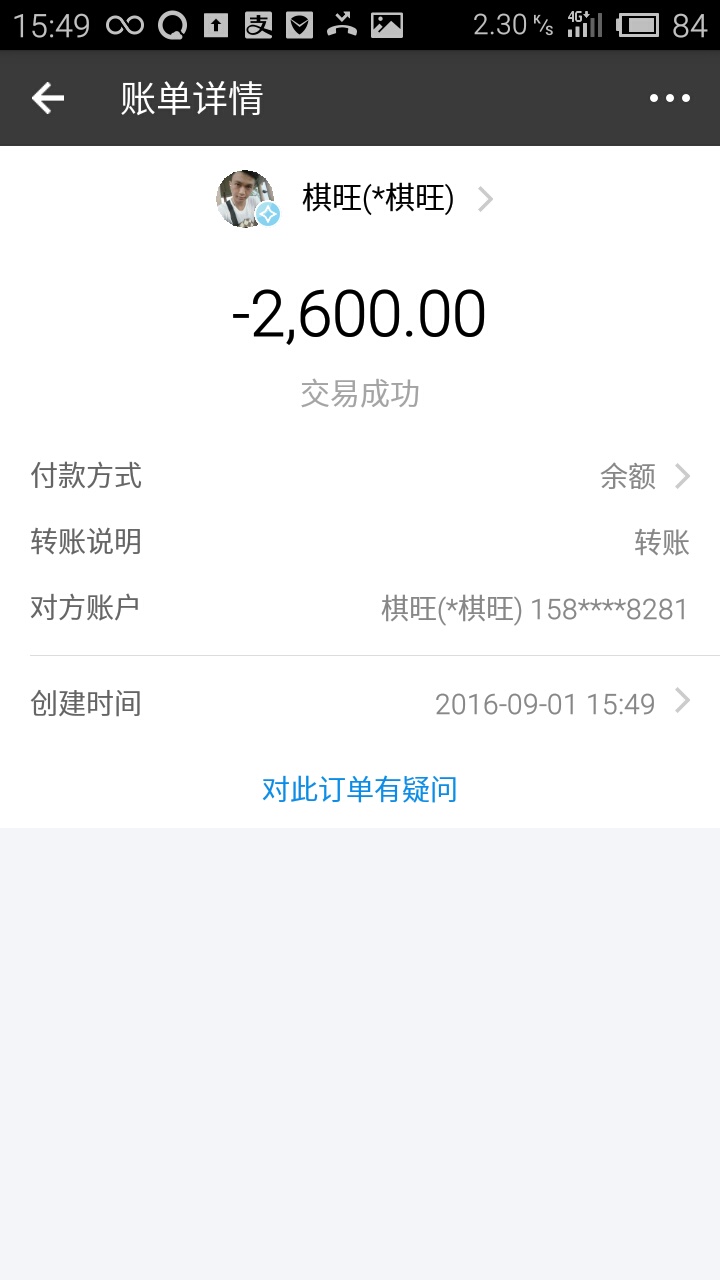 15:49 支 2.30 K/s 4G+ 84
账单详情
棋旺(*棋旺)
-2,600.00
交易成功
付款方式 余额
转账说明 转账
对方账户 棋旺(*棋旺) 158****8281
创建时间 2016-09-01 15:49
对此订单有疑问